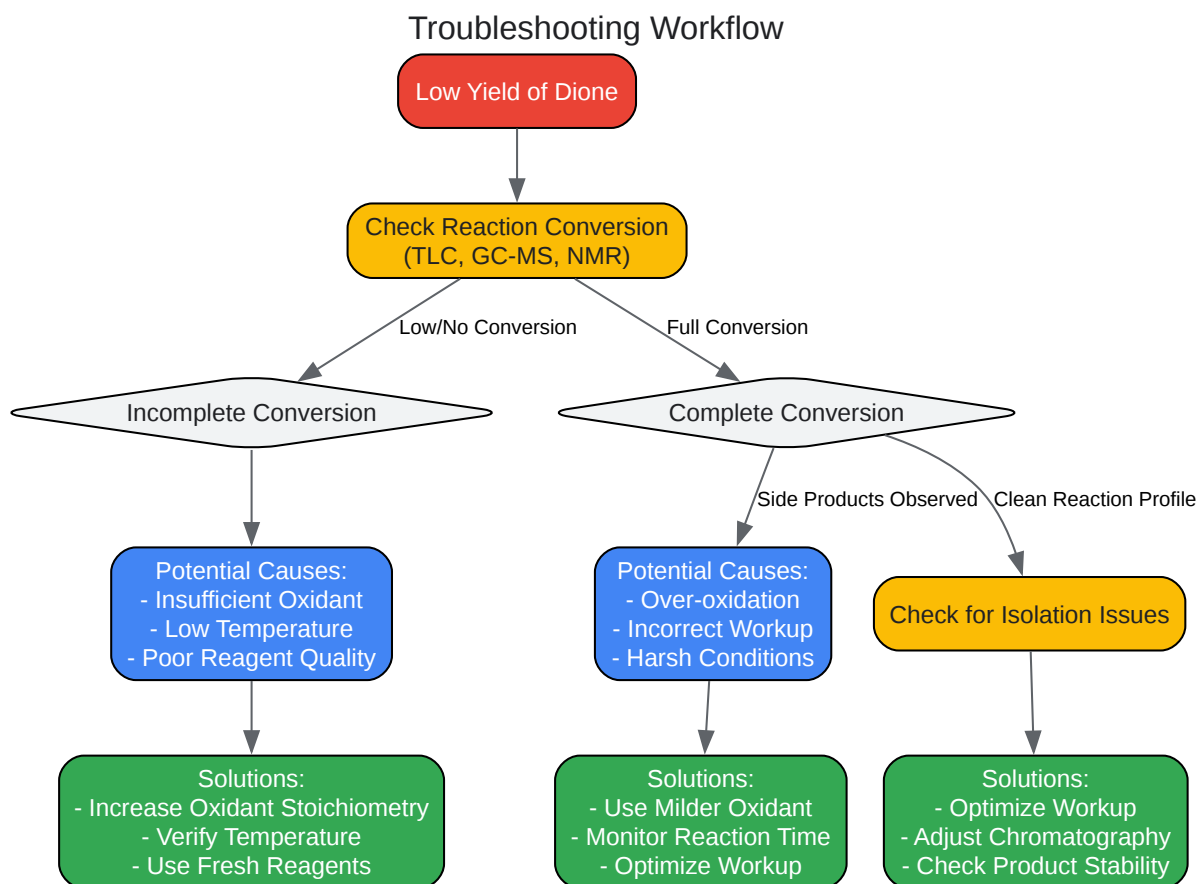 Troubleshooting Workflow
Low Yield of Dione
Check Reaction Conversion
(TLC, GC-MS, NMR)
Low/No Conversion
Full Conversion
Incomplete Conversion
Complete Conversion
Side Products Observed
Clean Reaction Profile
Potential Causes:
- Insufficient Oxidant
- Low Temperature
- Poor Reagent Quality
Potential Causes:
- Over-oxidation
- Incorrect Workup
- Harsh Conditions
Check for Isolation Issues
Solutions:
- Increase Oxidant Stoichiometry
- Verify Temperature
- Use Fresh Reagents
Solutions:
- Use Milder Oxidant
- Monitor Reaction Time
- Optimize Workup
Solutions:
- Optimize Workup
- Adjust Chromatography
- Check Product Stability